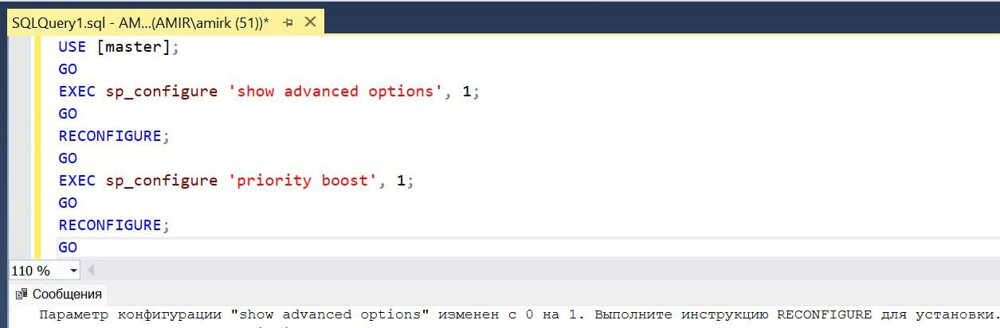 SQLQuery1.sql - AM...(AMIR\amirk (51))*
USE [master];
GO
EXEC sp_configure 'show advanced options', 1;
GO
RECONFIGURE;
GO
EXEC sp_configure 'priority boost', 1;
GO
RECONFIGURE;
GO
110 %
Сообщения
Параметр конфигурации "show advanced options" изменен с 0 на 1. Выполните инструкцию RECONFIGURE для установки.